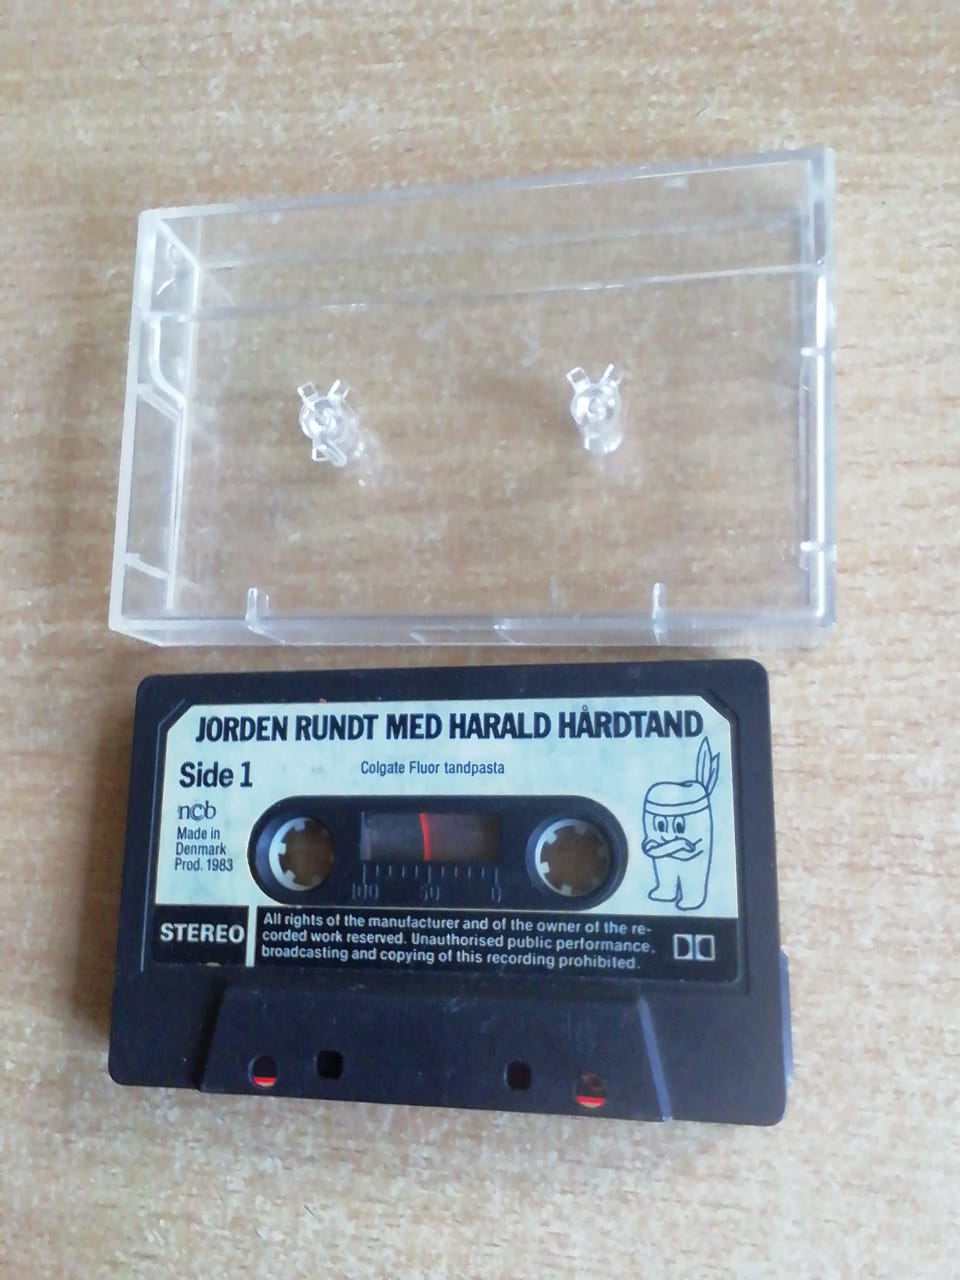 JORDEN RUNDT MED HARALD HÅRDTAND
Side 1
Colgate Fluor tandpasta
ncb
Made in
Denmark
Prod. 1983
100 50 0
STEREO
All rights of the manufacturer and of the owner of the re-
corded work reserved. Unauthorised public performance,
broadcasting and copying of this recording prohibited.